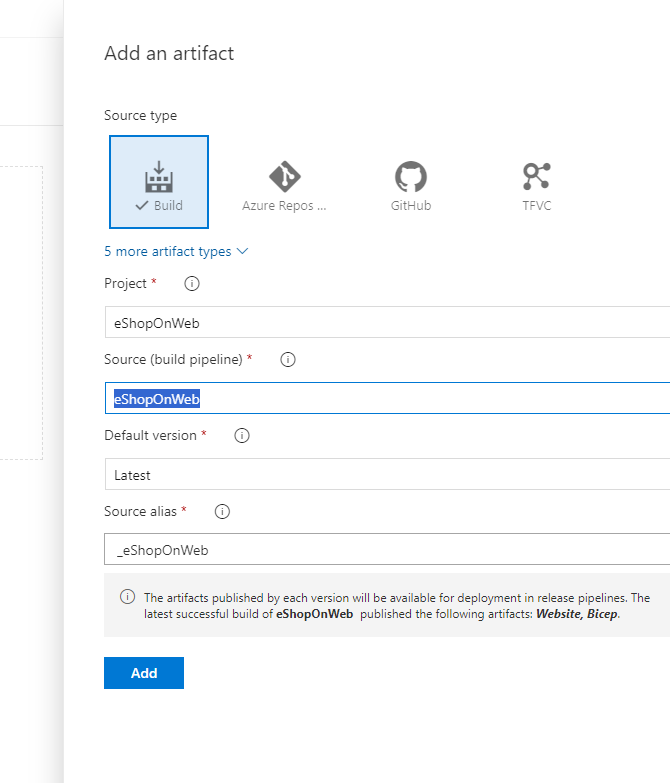 Add an artifact
Source type
Build
Azure Repos ...
GitHub
TFVC
5 more artifact types
Project *
eShopOnWeb
Source (build pipeline) *
eShopOnWeb
Default version *
Latest
Source alias *
_eShopOnWeb
The artifacts published by each version will be available for deployment in release pipelines. The
latest successful build of eShopOnWeb published the following artifacts: Website, Bicep.
Add